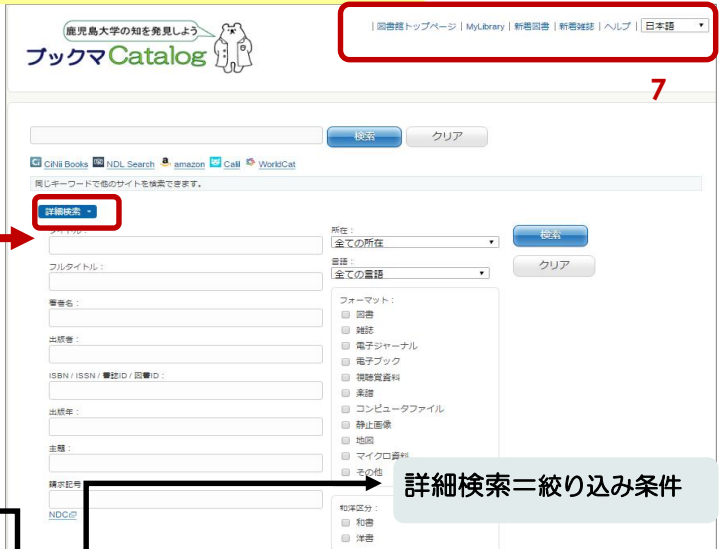 鹿児島大学の知を発見しよう
ブックマCatalog
｜図書館トップページ｜MyLibrary｜新着図書｜新着雑誌｜ヘルプ｜日本語
7
検索 クリア
CiNii Books NDL Search amazon Calil WorldCat
同じキーワードで他のサイトを検索できます。
詳細検索
タイトル：
フルタイトル：
著者名：
出版者：
ISBN / ISSN / 書誌ID / 図書ID：
出版年：
主題：
請求記号
NDC
所在：
全ての所在
言語：
全ての言語
フォーマット：
図書
雑誌
電子ジャーナル
電子ブック
視聴覚資料
楽譜
コンピュータファイル
静止画像
地図
マイクロ資料
その他
和洋区分：
和書
洋書
検索
クリア
詳細検索＝絞り込み条件